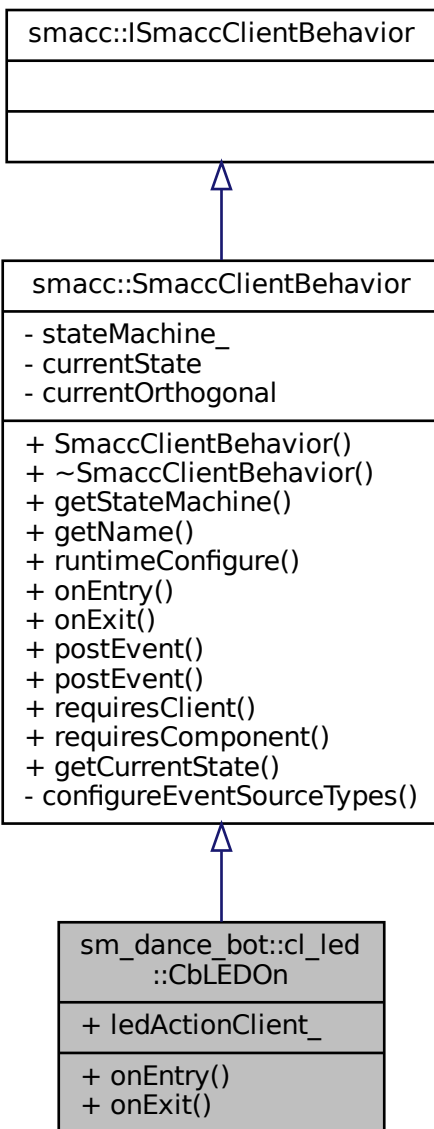 smacc::ISmaccClientBehavior
smacc::SmaccClientBehavior
- stateMachine_
- currentState
- currentOrthogonal
+ SmaccClientBehavior()
+ ~SmaccClientBehavior()
+ getStateMachine()
+ getName()
+ runtimeConfigure()
+ onEntry()
+ onExit()
+ postEvent()
+ postEvent()
+ requiresClient()
+ requiresComponent()
+ getCurrentState()
- configureEventSourceTypes()
sm_dance_bot::cl_led
::CbLEDOn
+ ledActionClient_
+ onEntry()
+ onExit()